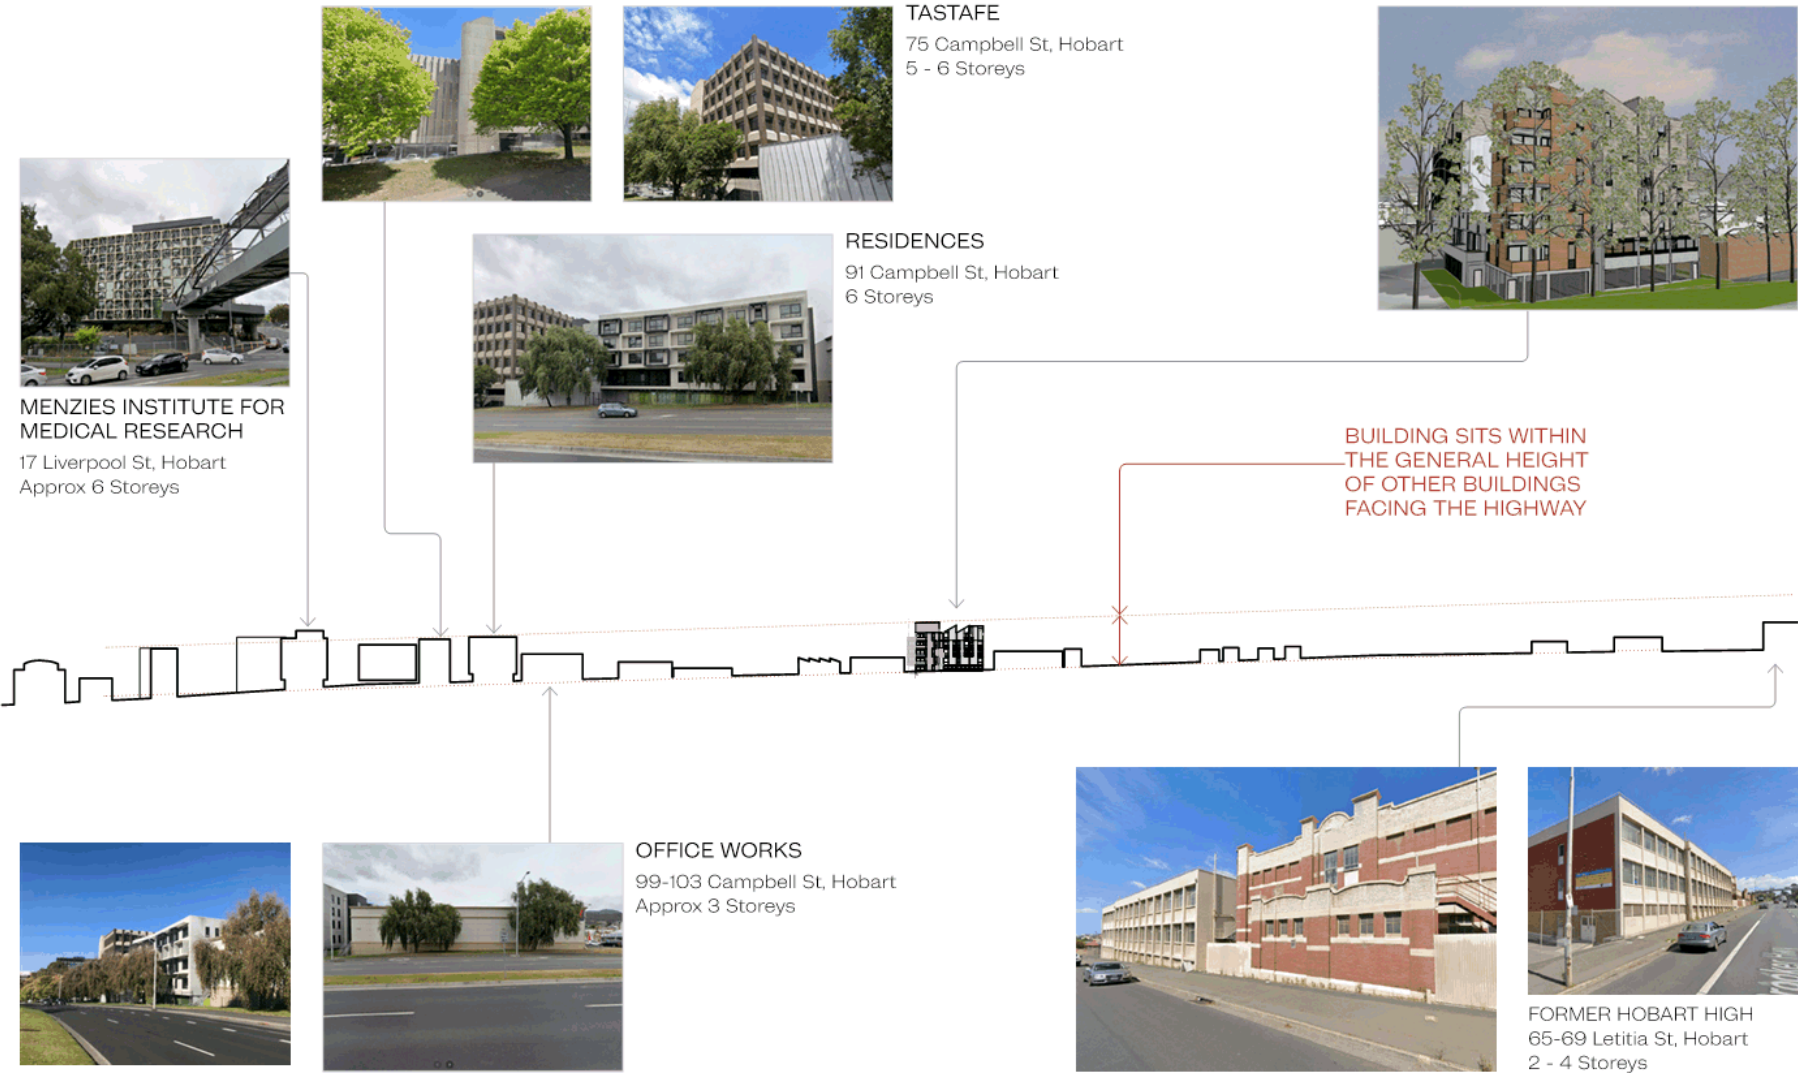 TASTAFE
75 Campbell St, Hobart
5 - 6 Storeys
RESIDENCES
91 Campbell St, Hobart
6 Storeys
MENZIES INSTITUTE FOR
MEDICAL RESEARCH
17 Liverpool St, Hobart
Approx 6 Storeys
BUILDING SITS WITHIN
THE GENERAL HEIGHT
OF OTHER BUILDINGS
FACING THE HIGHWAY
OFFICE WORKS
99-103 Campbell St, Hobart
Approx 3 Storeys
FORMER HOBART HIGH
65-69 Letitia St, Hobart
2 - 4 Storeys